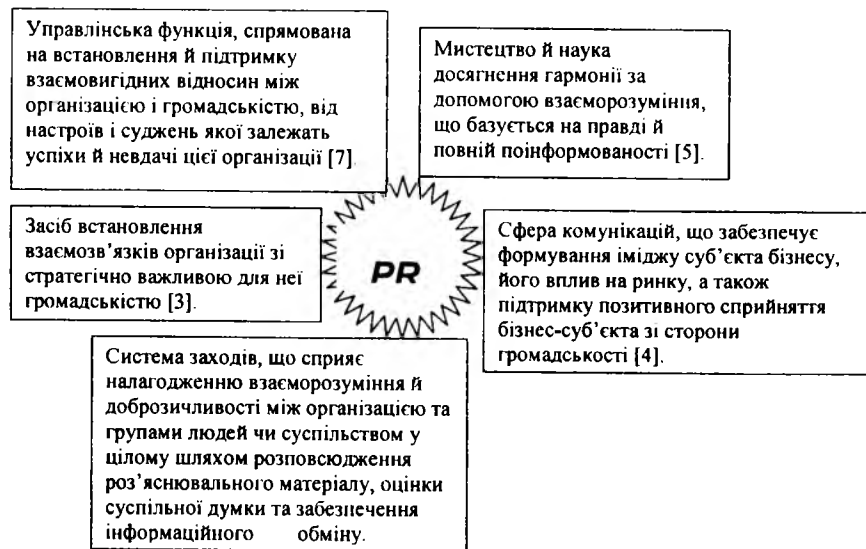 Управлінська функція, спрямована
на встановлення й підтримку
взаємовигідних відносин між
організацією і громадськістю, від
настроїв і суджень якої залежать
успіхи й невдачі цієї організації [7].
Мистецтво й наука
досягнення гармонії за
допомогою взаєморозуміння,
що базується на правді й
повній поінформованості [5].
Засіб встановлення
взаємозв’язків організації зі
стратегічно важливою для неї
громадськістю [3].
PR
Сфера комунікацій, що забезпечує
формування іміджу суб’єкта бізнесу,
його вплив на ринку, а також
підтримку позитивного сприйняття
бізнес-суб’єкта зі сторони
громадськості [4].
Система заходів, що сприяє
налагодженню взаєморозуміння й
доброзичливості між організацією та
групами людей чи суспільством у
цілому шляхом розповсюдження
роз’яснювального матеріалу, оцінки
суспільної думки та забезпечення
інформаційного обміну.